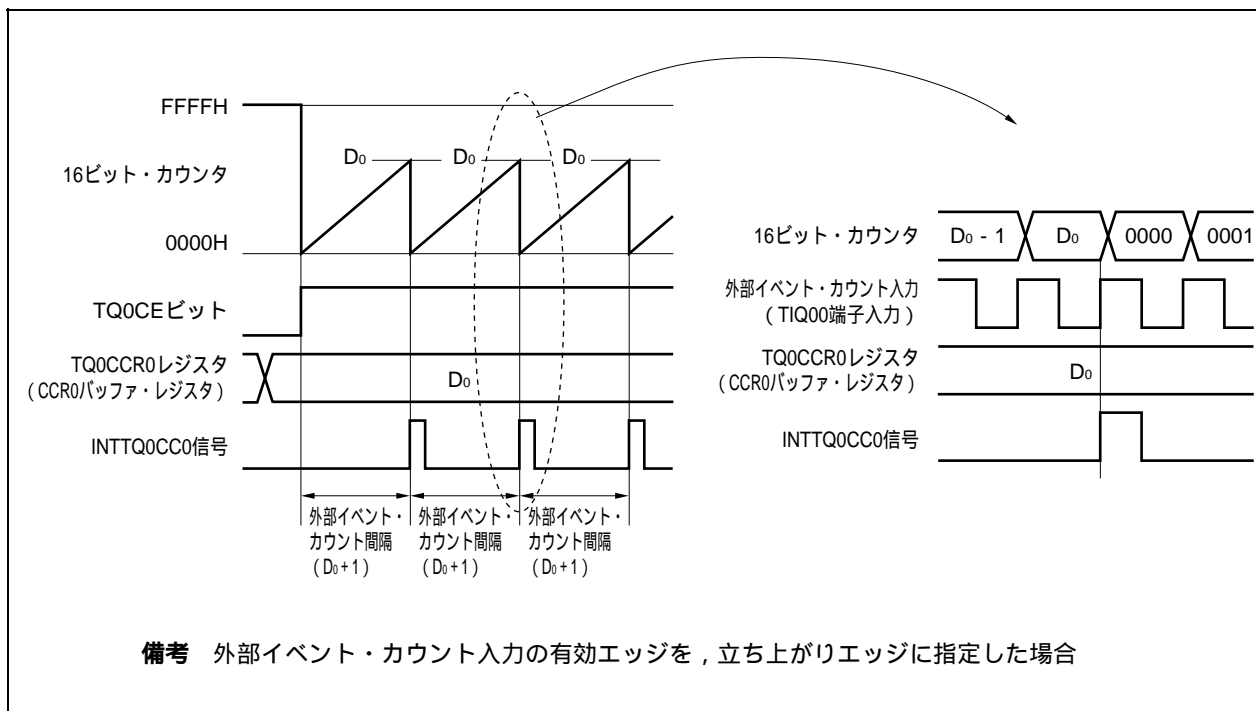 FFFFH
16ビット・カウンタ
0000H
D₀
D₀
D₀
TQ0CEビット
TQ0CCR0レジスタ
（CCR0バッファ・レジスタ）
D₀
INTTQ0CC0信号
外部イベント・
カウント間隔
（D₀+1）
外部イベント・
カウント間隔
（D₀+1）
外部イベント・
カウント間隔
（D₀+1）
16ビット・カウンタ
D₀ - 1
D₀
0000
0001
外部イベント・カウント入力
（TIQ00端子入力）
TQ0CCR0レジスタ
（CCR0バッファ・レジスタ）
D₀
INTTQ0CC0信号
備考　外部イベント・カウント入力の有効エッジを，立ち上がりエッジに指定した場合